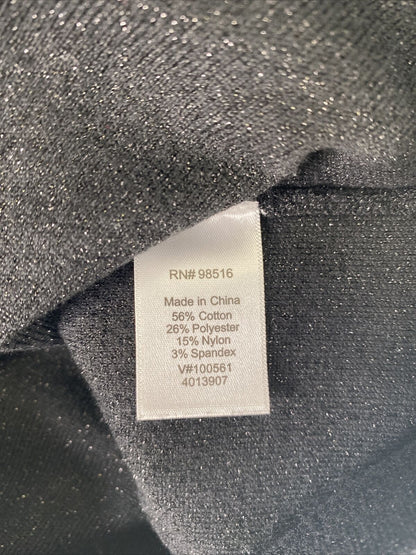 RN# 98516
Made in China
56% Cotton
26% Polyester
15% Nylon
3% Spandex
V#100561
4013907